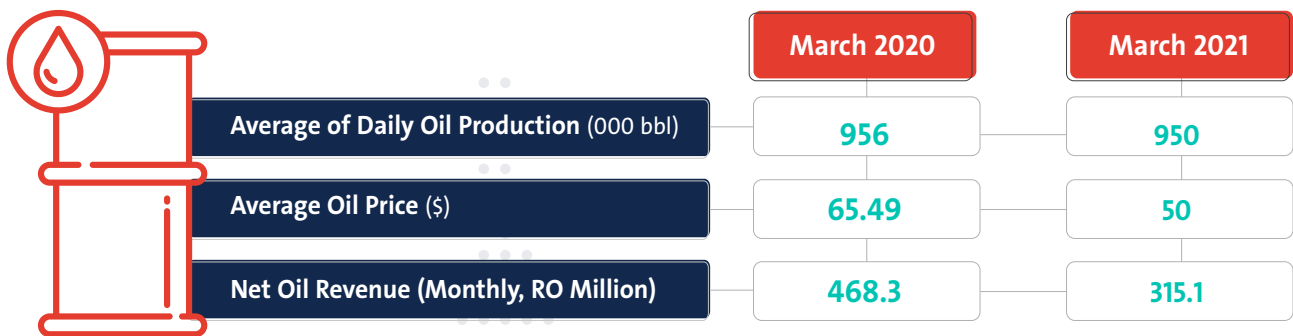 March 2020 March 2021
Average of Daily Oil Production (000 bbl) 956 950
Average Oil Price ($) 65.49 50
Net Oil Revenue (Monthly, RO Million) 468.3 315.1